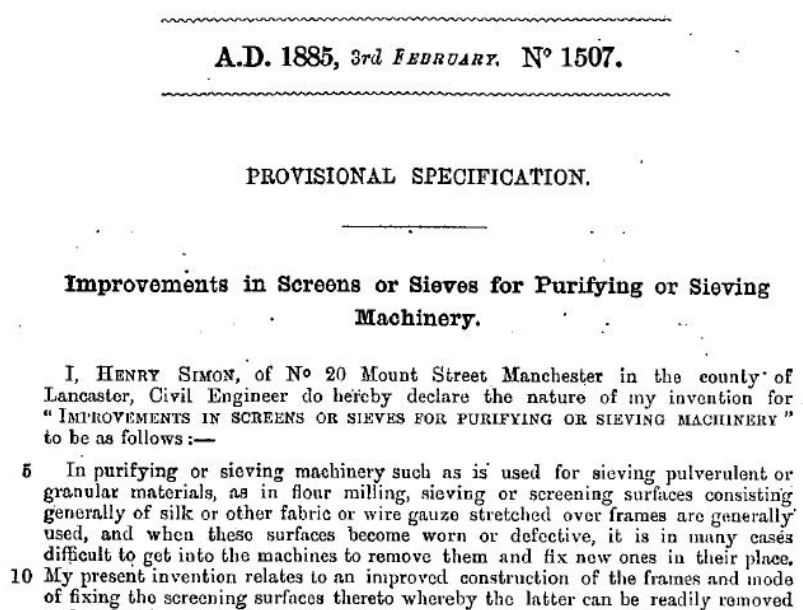 A.D. 1885, 3rd FEBRUARY. Nº 1507.
PROVISIONAL SPECIFICATION.
Improvements in Screens or Sieves for Purifying or Sieving
Machinery.
I, HENRY SIMON, of Nº 20 Mount Street Manchester in the county of
Lancaster, Civil Engineer do hereby declare the nature of my invention for
“IMPROVEMENTS IN SCREENS OR SIEVES FOR PURIFYING OR SIEVING MACHINERY”
to be as follows:—
5 In purifying or sieving machinery such as is used for sieving pulverulent or
granular materials, as in flour milling, sieving or screening surfaces consisting
generally of silk or other fabric or wire gauze stretched over frames are generally
used, and when these surfaces become worn or defective, it is in many cases
difficult to get into the machines to remove them and fix new ones in their place.
10 My present invention relates to an improved construction of the frames and mode
of fixing the screening surfaces thereto whereby the latter can be readily removed